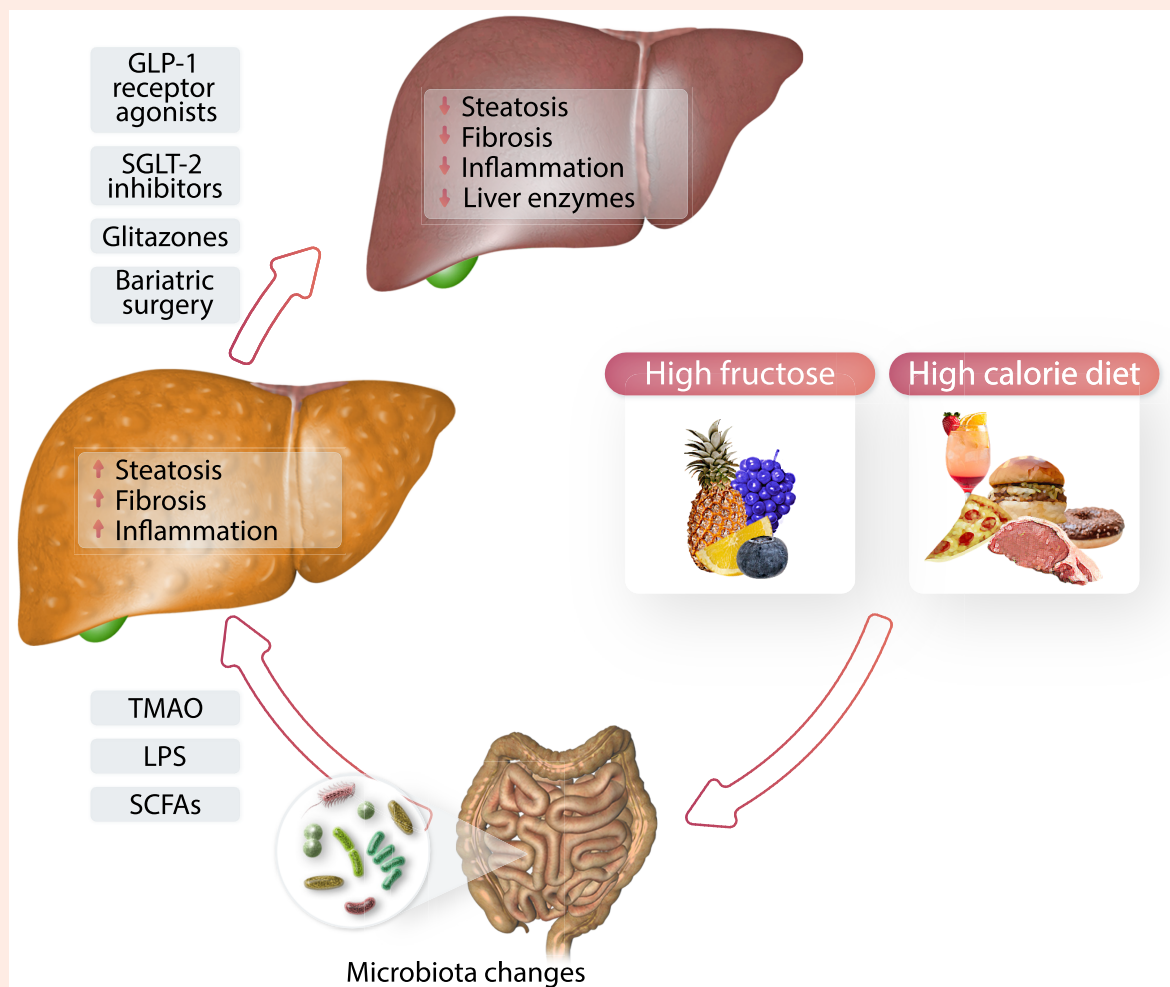 GLP-1
receptor
agonists
SGLT-2
inhibitors
Glitazones
Bariatric
surgery
Steatosis
Fibrosis
Inflammation
Liver enzymes
High fructose
High calorie diet
Steatosis
Fibrosis
Inflammation
TMAO
LPS
SCFAs
Microbiota changes